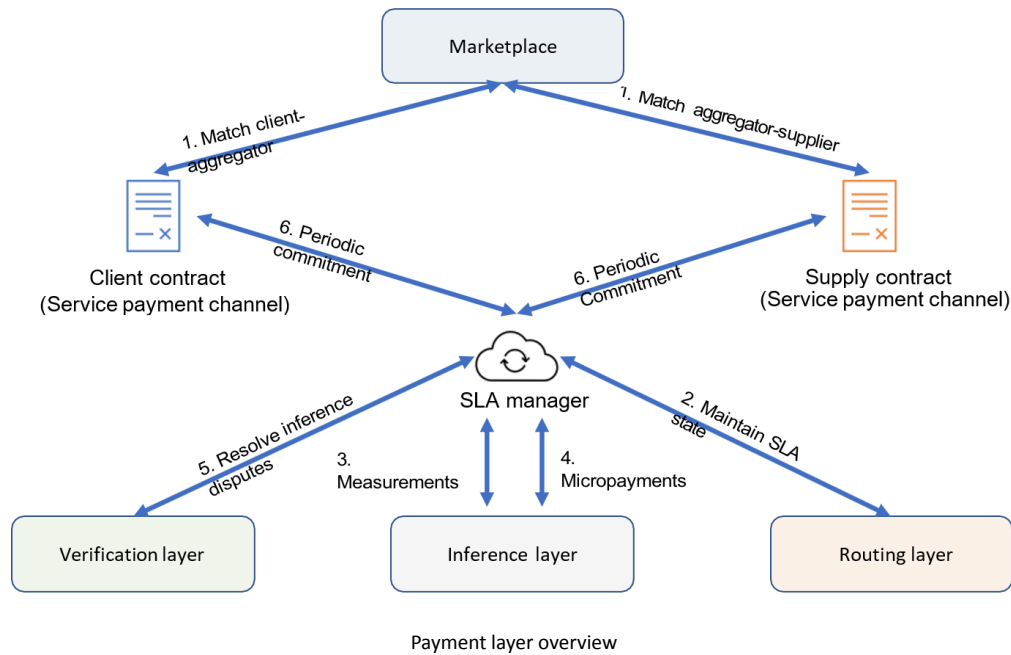 Marketplace
1. Match client-
aggregator
1. Match aggregator-supplier
Client contract
(Service payment channel)
6. Periodic
commitment
6. Periodic
Commitment
Supply contract
(Service payment channel)
SLA manager
5. Resolve inference
disputes
3.
Measurements
4.
Micropayments
2. Maintain SLA
state
Verification layer
Inference layer
Routing layer
Payment layer overview